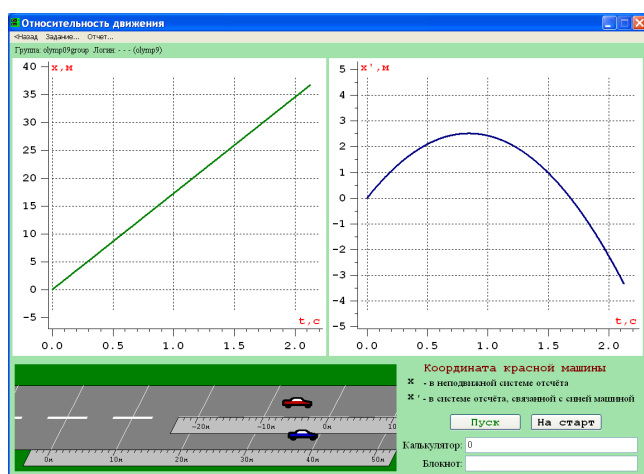 Относительность движения
<Назад Задание... Отчет...
Группа: olymp09group Логин: - - - (olymp9)
40 x,м
35
30
25
20
15
10
5
0
-5
t,c
0.0 0.5 1.0 1.5 2.0
5 x',м
4
3
2
1
0
-1
-2
-3
-4
-5
t,c
0.0 0.5 1.0 1.5 2.0
-20м -10м 0м 10
0м 10м 20м 30м 40м 50м
Координата красной машины
x - в неподвижной системе отсчёта
x' - в системе отсчёта, связанной с синей машиной
Пуск На старт
Калькулятор: 0
Блокнот: